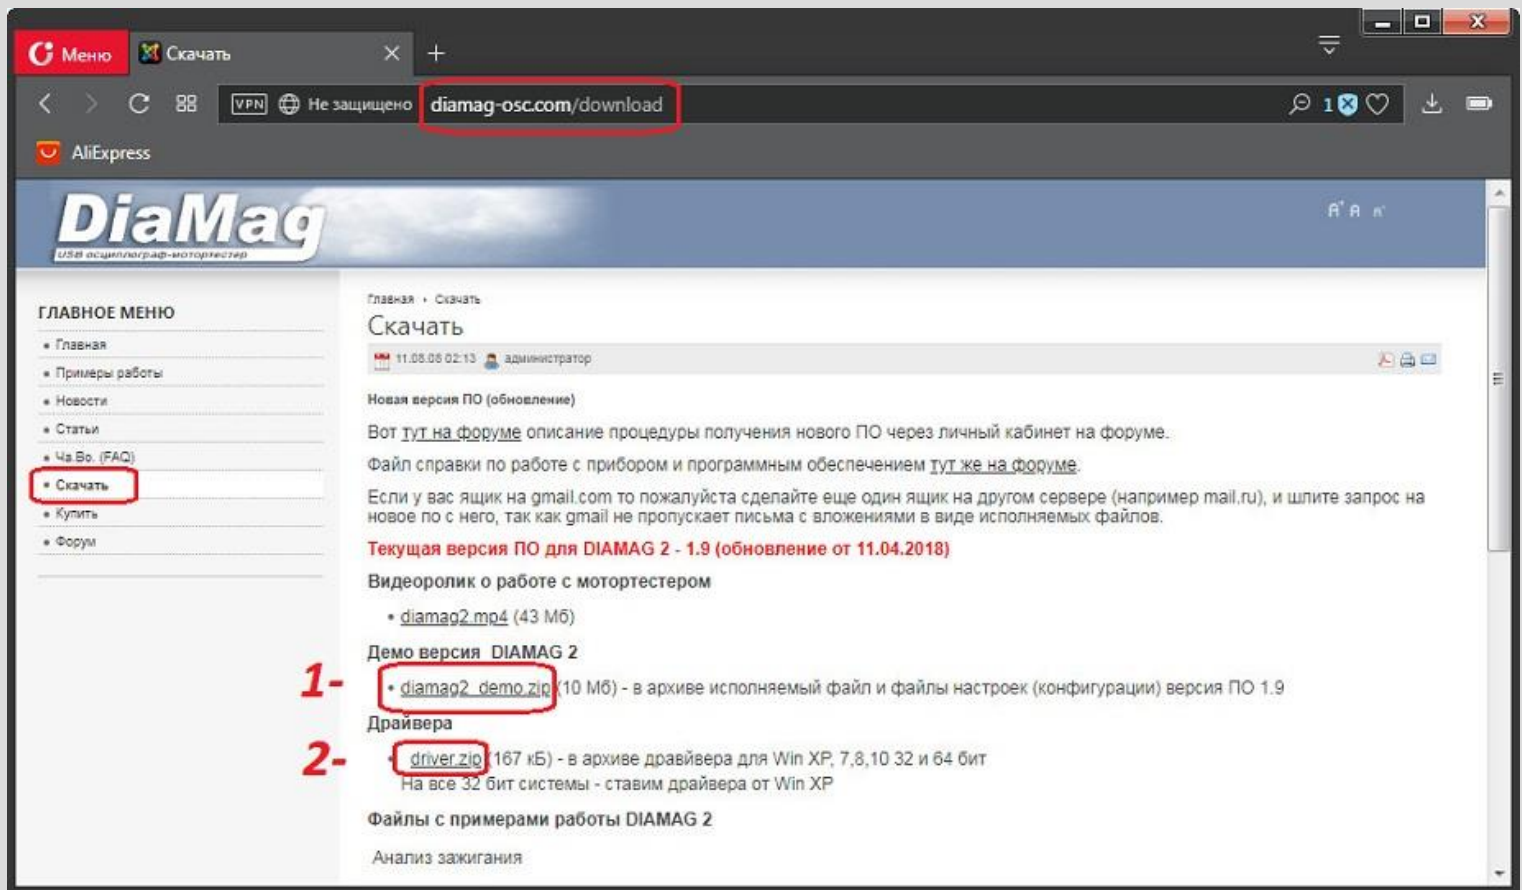 Меню
Скачать
VPN Не защищено diamag-osc.com/download
1
AliExpress
DiaMag
USB осциллограф-мотортестер
A+ A A-
ГЛАВНОЕ МЕНЮ
Главная
Примеры работы
Новости
Статьи
Ча.Во. (FAQ)
Скачать
Купить
Форум
Главная • Скачать
Скачать
11.08.08 02:13 администратор
Новая версия ПО (обновление)
Вот тут на форуме описание процедуры получения нового ПО через личный кабинет на форуме.
Файл справки по работе с прибором и программным обеспечением тут же на форуме.
Если у вас ящик на gmail.com то пожалуйста сделайте еще один ящик на другом сервере (например mail.ru), и шлите запрос на
новое по с него, так как gmail не пропускает письма с вложениями в виде исполняемых файлов.
Текущая версия ПО для DIAMAG 2 - 1.9 (обновление от 11.04.2018)
Видеоролик о работе с мотортестером
• diamag2.mp4 (43 Мб)
Демо версия DIAMAG 2
1- • diamag2_demo.zip (10 Мб) - в архиве исполняемый файл и файлы настроек (конфигурации) версия ПО 1.9
Драйвера
2- • driver.zip (167 кБ) - в архиве дравйвера для Win XP, 7,8,10 32 и 64 бит
На все 32 бит системы - ставим драйвера от Win XP
Файлы с примерами работы DIAMAG 2
Анализ зажигания